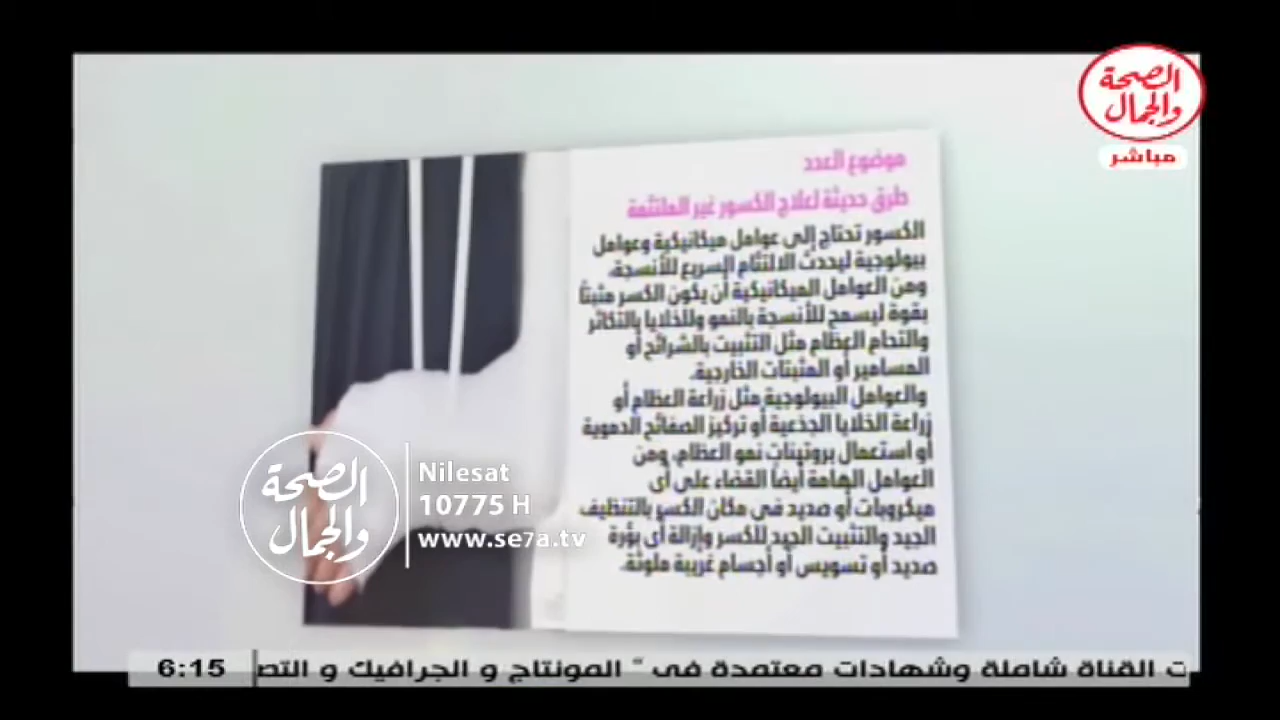 الصحة
والجمال
مباشر
موضوع العدد
طرق حديثة لعلاج الكسور غير الملتئمة
الكسور تحتاج إلى عوامل ميكانيكية وعوامل
بيولوجية ليحدث الالتئام السريع للأنسجة.
ومن العوامل الميكانيكية أن يكون الكسر مثبتاً
بقوة ليسمح للأنسجة بالنمو وللخلايا بالتكاثر
والتحام العظام مثل التثبيت بالشرائح أو
المسامير أو المثبتات الخارجية.
والعوامل البيولوجية مثل زراعة العظام أو
زراعة الخلايا الجذعية أو تركيز الصفائح الدموية
أو استعمال بروتينات نمو العظام، ومن
العوامل الهامة أيضاً القضاء على أى
ميكروبات أو صديد فى مكان الكسر بالتنظيف
الجيد والتثبيت الجيد للكسر وإزالة أى بؤرة
صديد أو تسويس أو أجسام غريبة ملوثة.
الصحة
والجمال
Nilesat
10775 H
www.se7a.tv
ت القناة شاملة وشهادات معتمدة فى " المونتاج و الجرافيك و التص
6:15